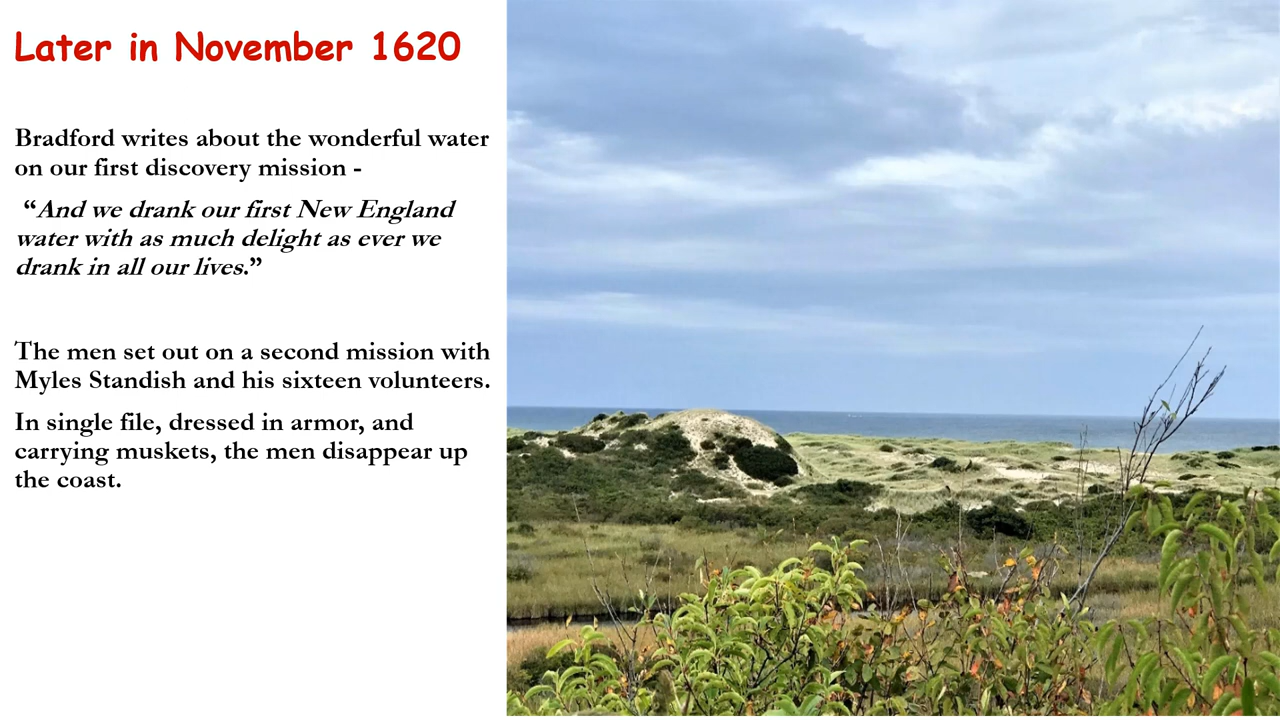 Later in November 1620
Bradford writes about the wonderful water
on our first discovery mission -
“And we drank our first New England
water with as much delight as ever we
drank in all our lives.”
The men set out on a second mission with
Myles Standish and his sixteen volunteers.
In single file, dressed in armor, and
carrying muskets, the men disappear up
the coast.